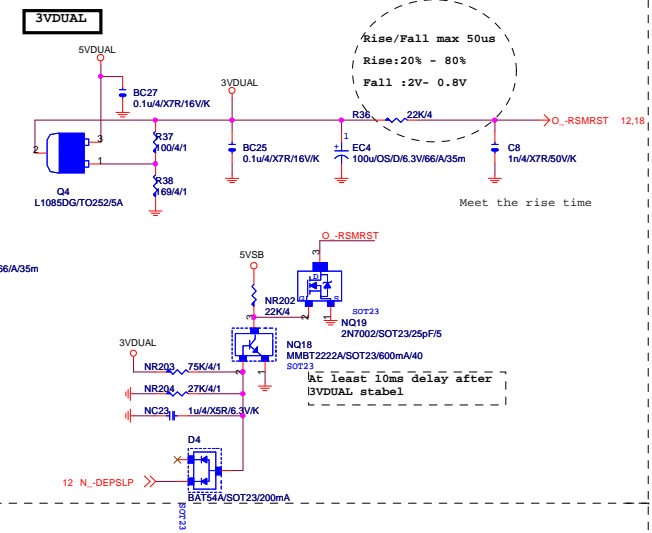 3VDUAL
5VDUAL
BC27
0.1u/4/X7R/16V/K
3VDUAL
Rise/Fall max 50us
Rise:20% - 80%
Fall :2V- 0.8V
R36
22K/4
O_-RSMRST 12,18
2
3
1
Q4
L1085DG/TO252/5A
R37
100/4/1
R38
169/4/1
BC25
0.1u/4/X7R/16V/K
1
+
EC4
100u/OS/D/6.3V/66/A/35m
C8
1n/4/X7R/50V/K
Meet the rise time
66/A/35m
5VSB
O_-RSMRST
3
D
G
S
2
1
SOT23
NQ19
2N7002/SOT23/25pF/5
NR202
22K/4
3
2
1
NQ18
MMBT2222A/SOT23/600mA/40
SOT23
3VDUAL
NR203
75K/4/1
NR204
27K/4/1
NC23
1u/4/X5R/6.3V/K
At least 10ms delay after
3VDUAL stabel
D4
12 N_-DEPSLP
BAT54A/SOT23/200mA
SOT23